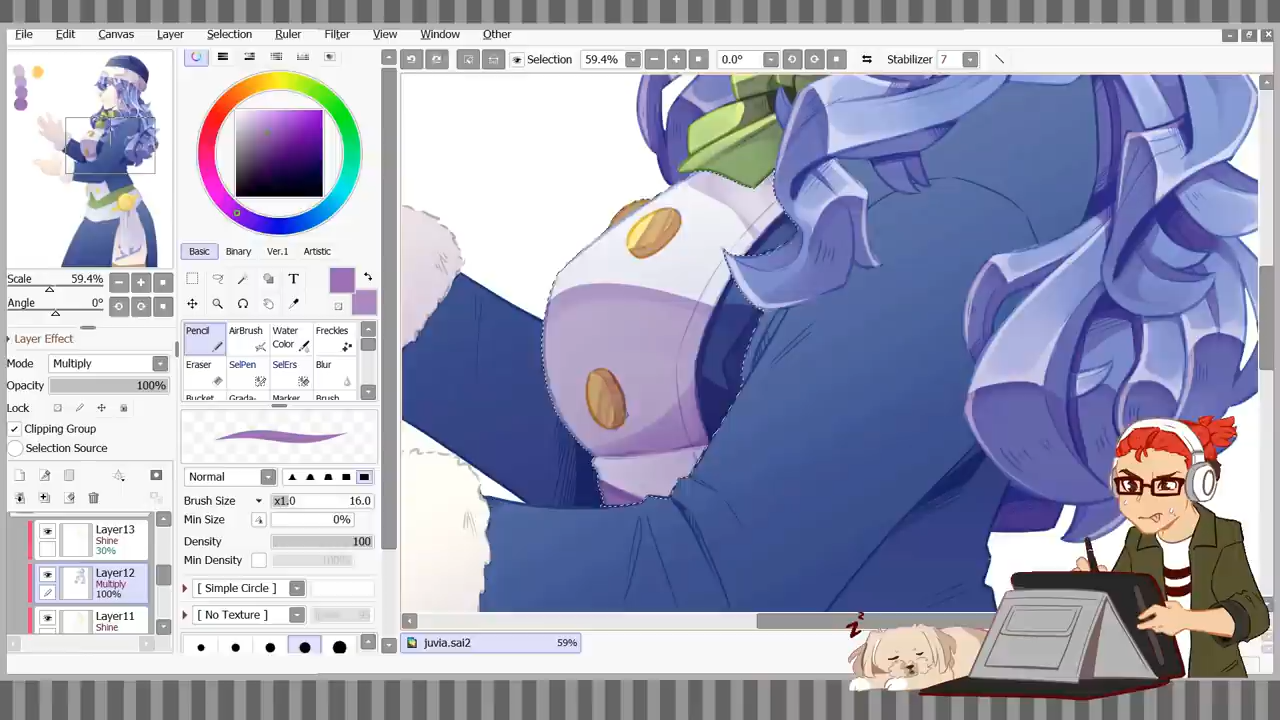 File Edit Canvas Layer Selection Ruler Filter View Window Other
Selection 59.4% 0.0° Stabilizer 7
Basic Binary Ver.1 Artistic
Scale 59.4%
Angle 0°
T
Layer Effect
Mode Multiply
Opacity 100%
Lock
Clipping Group
Selection Source
Layer13
Shine
30%
Layer12
Multiply
100%
Layer11
Shine
Pencil AirBrush Water Color Freckles
Eraser SelPen SelErs Blur
Bucket Grada- Marker Brush
Normal
Brush Size x1.0 16.0
Min Size 0%
Density 100
Min Density 100%
[ Simple Circle ]
[ No Texture ]
juvia.sai2 59%
z z